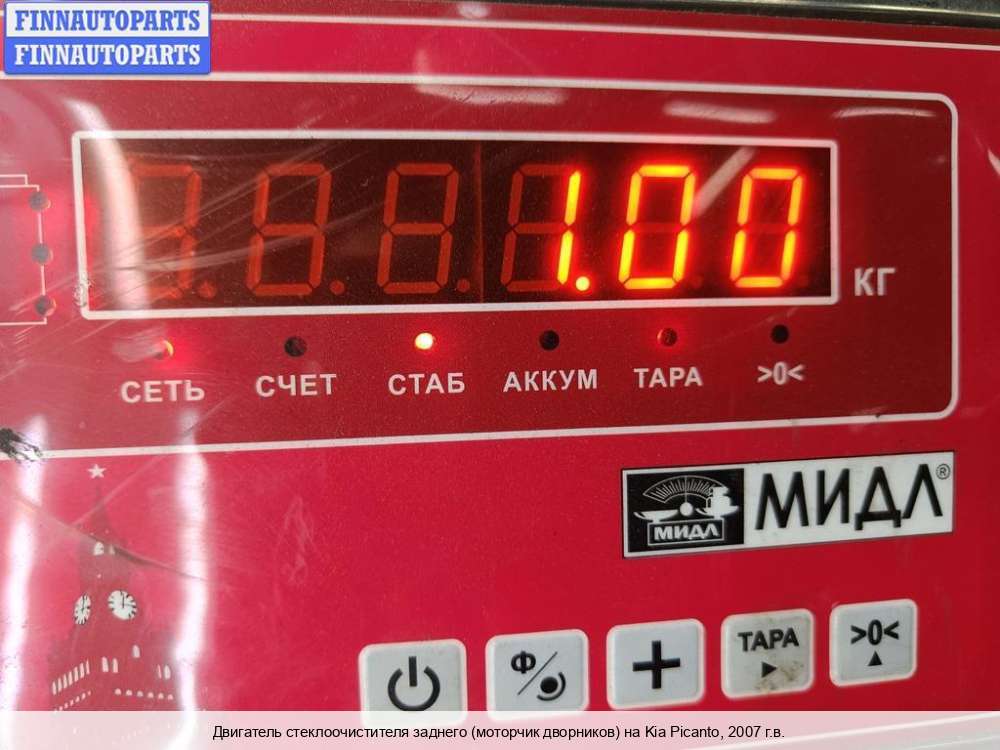 FINNAUTOPARTS
FINNAUTOPARTS
1.00
КГ
СЕТЬ СЧЕТ СТАБ АККУМ ТАРА >0<
МИДЛ МИДЛ®
Ф ТАРА >0<
Двигатель стеклоочистителя заднего (моторчик дворников) на Kia Picanto, 2007 г.в.